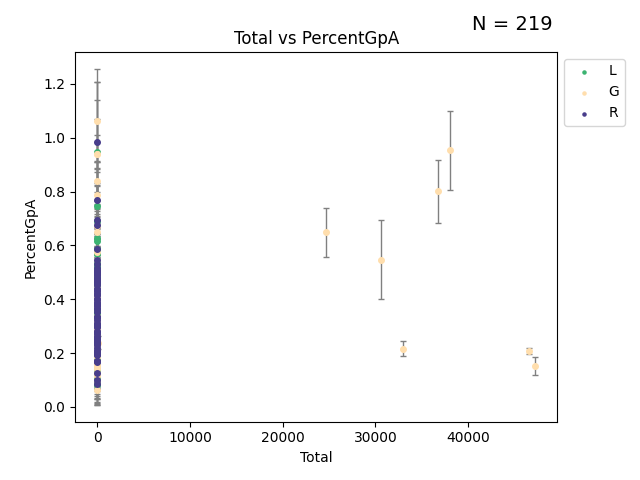 N = 219
Total vs PercentGpA
L
G
R
PercentGpA
1.2
1.0
0.8
0.6
0.4
0.2
0.0
0 10000 20000 30000 40000
Total